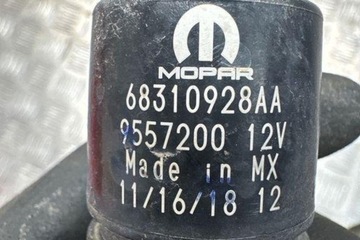 MOPAR
68310928AA
9557200 12V
Made in MX
11/16/18 12